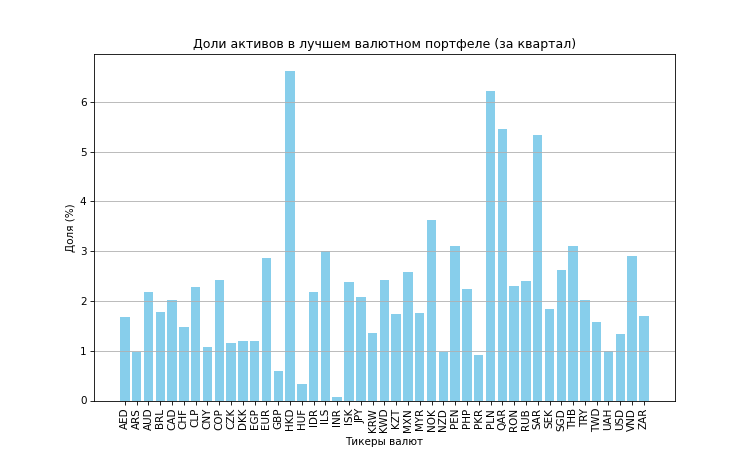 Доли активов в лучшем валютном портфеле (за квартал)
Доля (%)
6
5
4
3
2
1
0
AED ARS AUD BRL CAD CHF CLP CNY COP CZK DKK EGP EUR GBP HKD HUF IDR ILS INR ISK JPY KRW KWD KZT MXN MYR NOK NZD PEN PHP PKR PLN QAR RON RUB SAR SEK SGD THB TRY TWD UAH USD VND ZAR
Тикеры валют